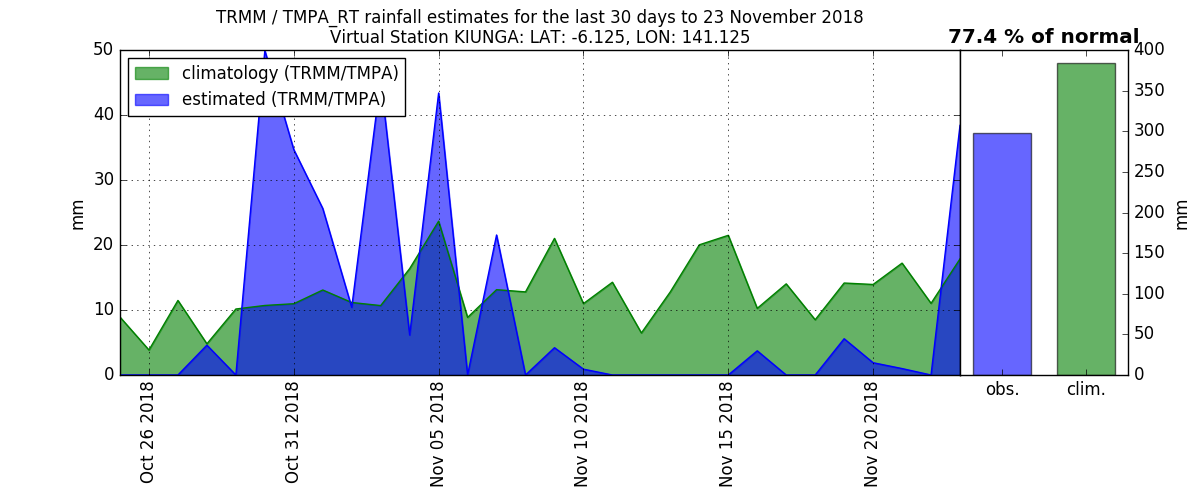 TRMM / TMPA_RT rainfall estimates for the last 30 days to 23 November 2018
Virtual Station KIUNGA: LAT: -6.125, LON: 141.125
77.4 % of normal
climatology (TRMM/TMPA)
estimated (TRMM/TMPA)
50
40
30
20
10
0
mm
Oct 26 2018
Oct 31 2018
Nov 05 2018
Nov 10 2018
Nov 15 2018
Nov 20 2018
obs.
clim.
400
350
300
250
200
150
100
50
0
mm